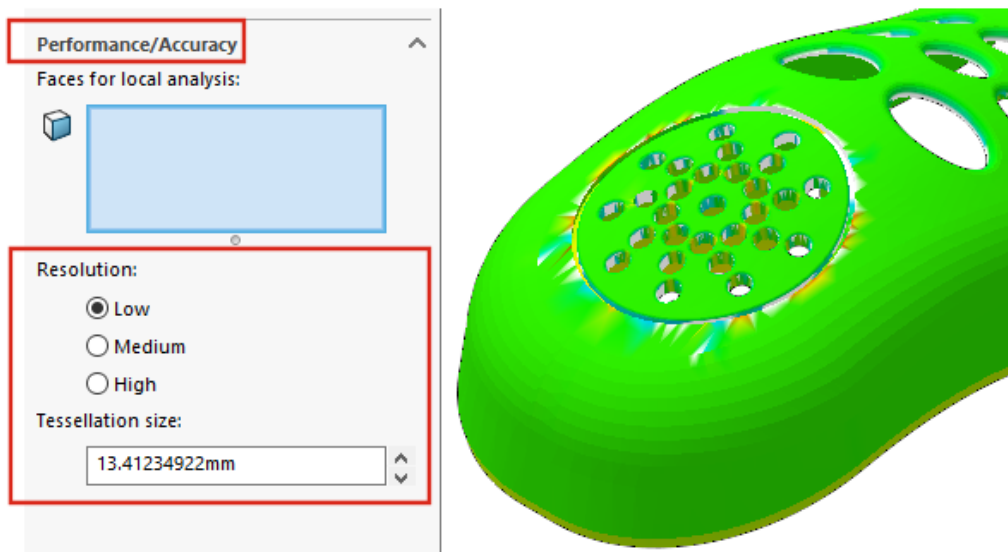 Performance/Accuracy
Faces for local analysis:
Resolution:
Low
Medium
High
Tessellation size:
13.41234922mm